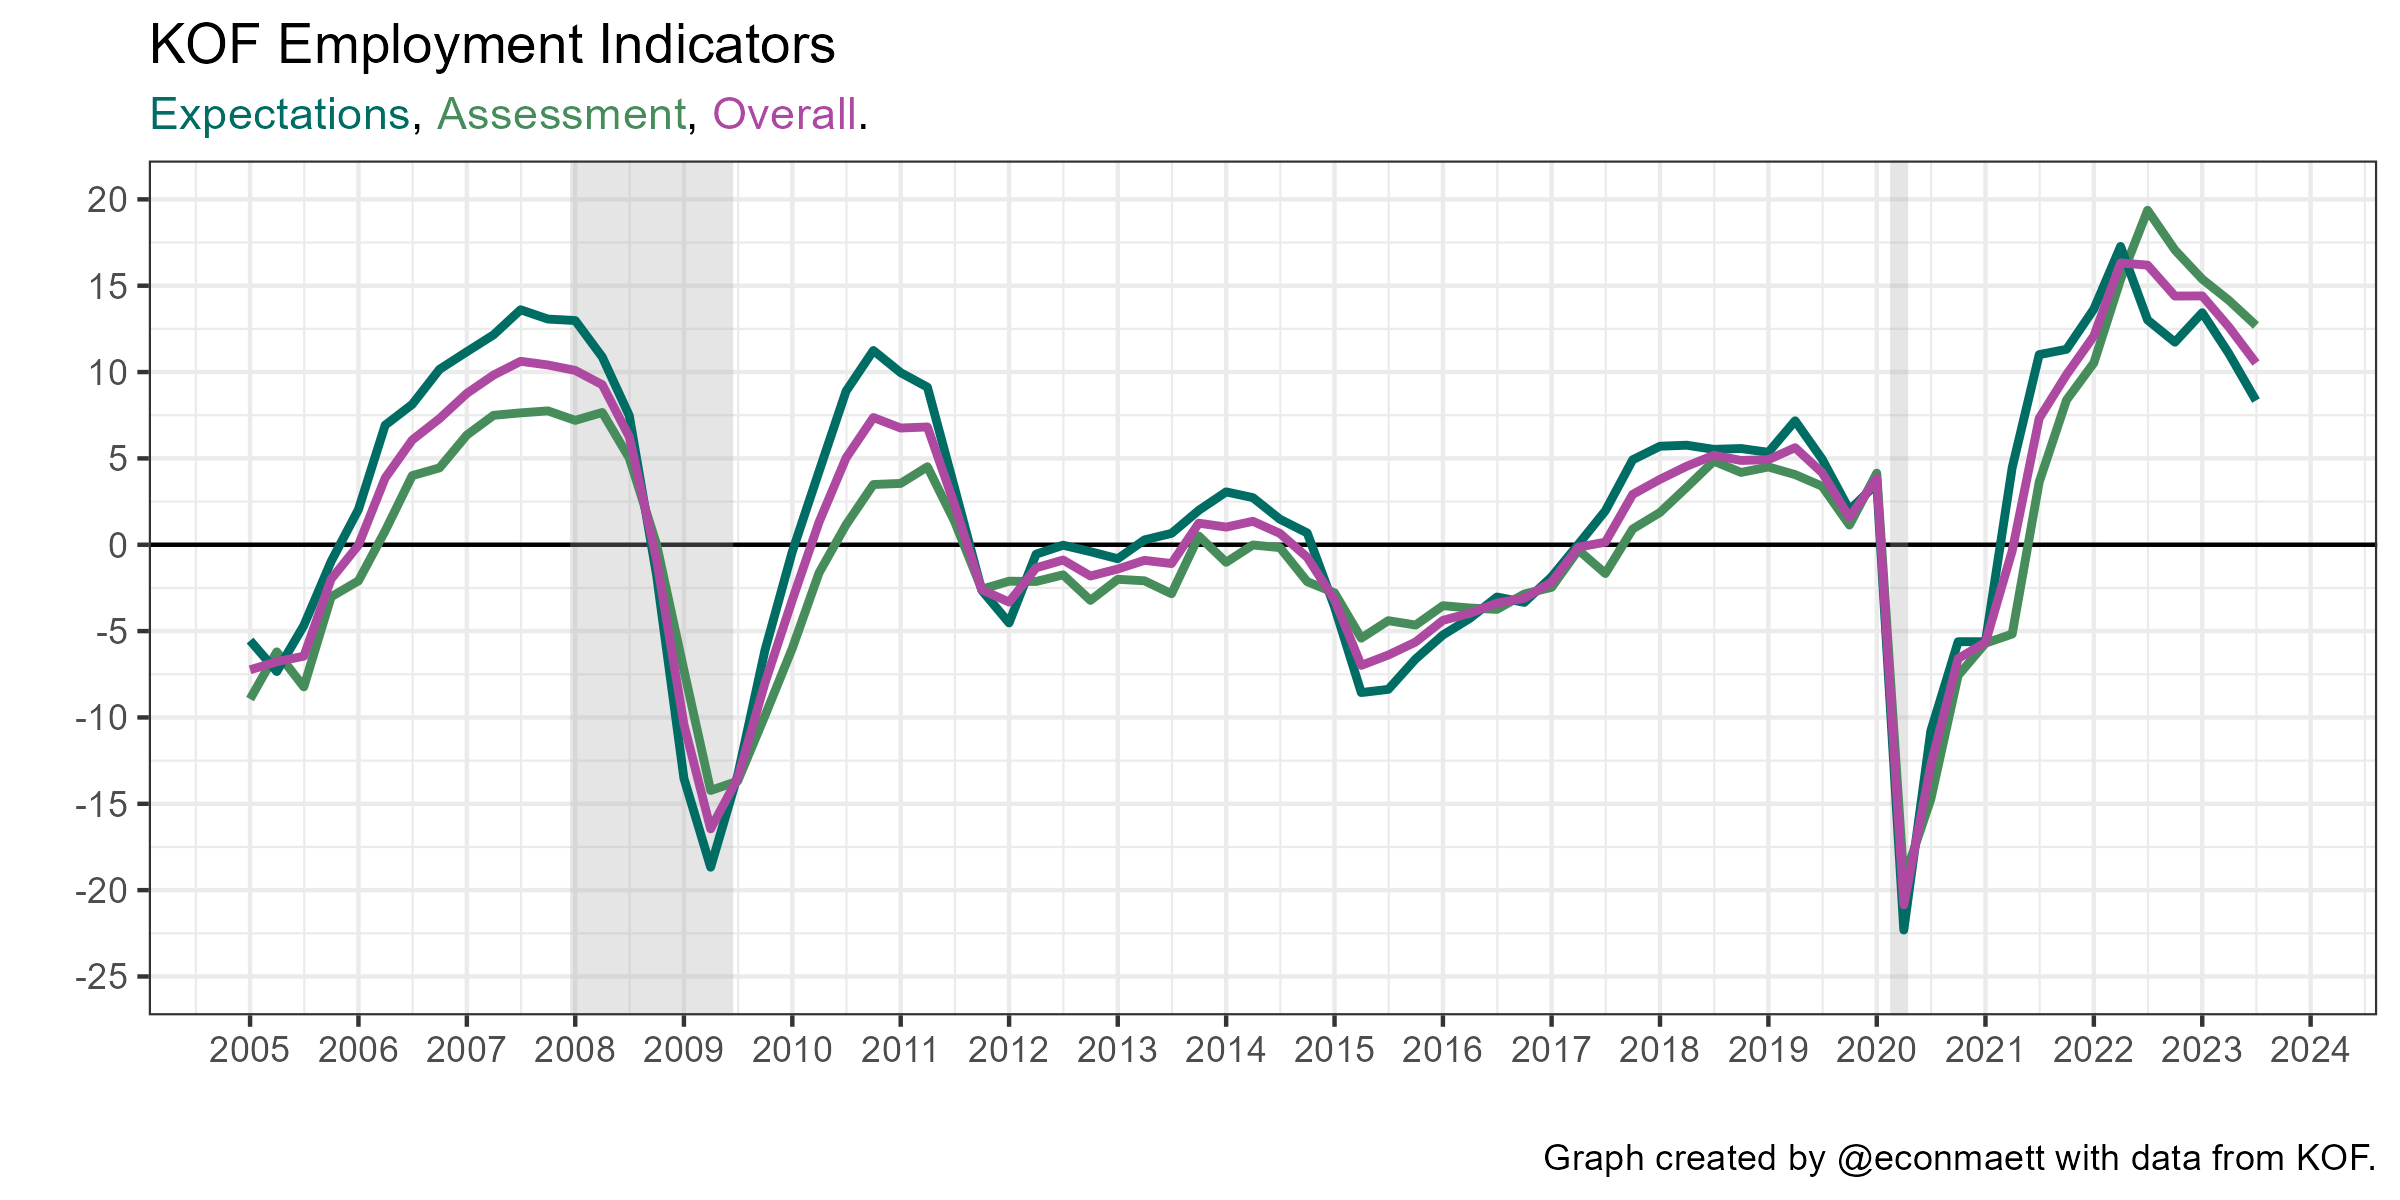 KOF Employment Indicators
Expectations, Assessment, Overall.
20
15
10
5
0
-5
-10
-15
-20
-25
2005 2006 2007 2008 2009 2010 2011 2012 2013 2014 2015 2016 2017 2018 2019 2020 2021 2022 2023 2024
Graph created by @econmaett with data from KOF.